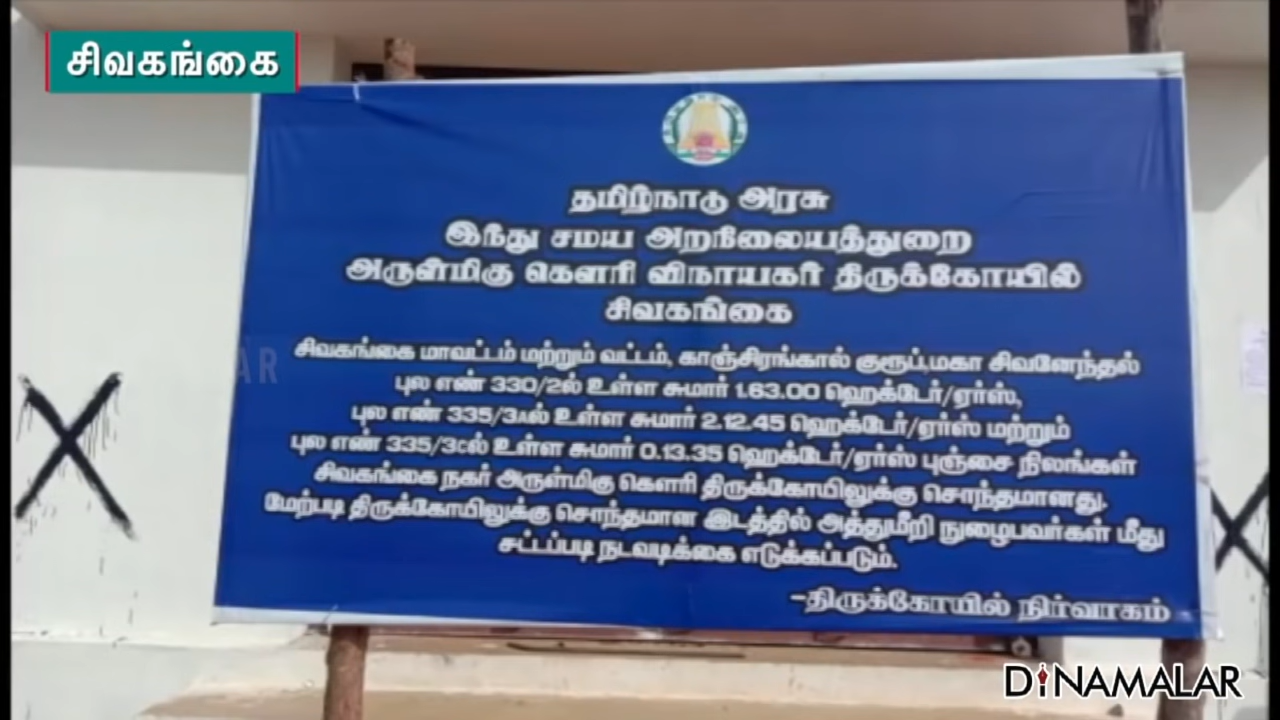 சிவகங்கை
தமிழ்நாடு அரசு
இந்து சமய அறநிலையத்துறை
அருள்மிகு கௌரி விநாயகர் திருக்கோயில்
சிவகங்கை
சிவகங்கை மாவட்டம் மற்றும் வட்டம், காஞ்சிரங்கால் குரூப்,மகா சிவனேந்தல்
புல எண் 330/2ல் உள்ள சுமார் 1.63.00 ஹெக்டேர்/ஏர்ஸ்,
புல எண் 335/3Aல் உள்ள சுமார் 2.12.45 ஹெக்டேர்/ஏர்ஸ் மற்றும்
புல எண் 335/3Cல் உள்ள சுமார் 0.13.35 ஹெக்டேர்/ஏர்ஸ் புஞ்சை நிலங்கள்
சிவகங்கை நகர் அருள்மிகு கௌரி திருக்கோயிலுக்கு சொந்தமானது.
மேற்படி திருக்கோயிலுக்கு சொந்தமான இடத்தில் அத்துமீறி நுழைபவர்கள் மீது
சட்டப்படி நடவடிக்கை எடுக்கப்படும்.
-திருக்கோயில் நிர்வாகம்
DINAMALAR